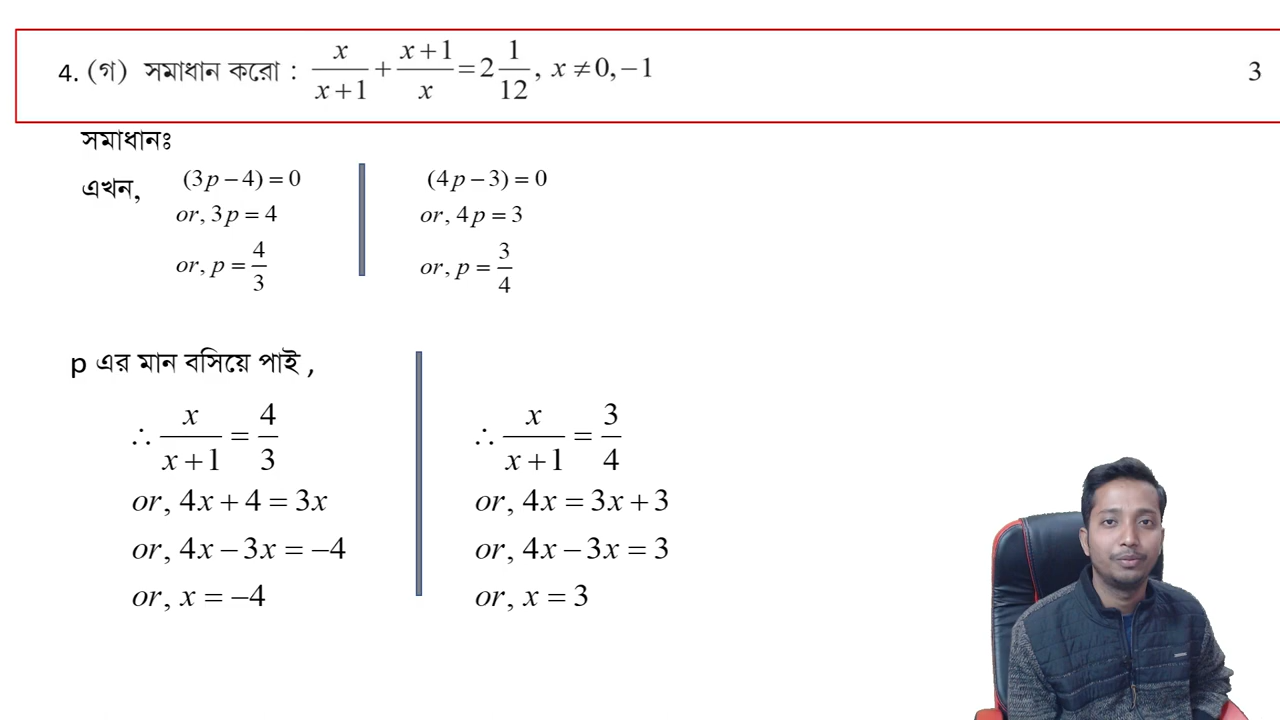 4. (গ) সমাধান করো : x/(x+1) + (x+1)/x = 2 1/12, x ≠ 0, −1 3
সমাধানঃ
এখন, (3p − 4) = 0
or, 3p = 4
or, p = 4/3
(4p − 3) = 0
or, 4p = 3
or, p = 3/4
p এর মান বসিয়ে পাই ,
∴ x/(x+1) = 4/3
or, 4x + 4 = 3x
or, 4x − 3x = −4
or, x = −4
∴ x/(x+1) = 3/4
or, 4x = 3x + 3
or, 4x − 3x = 3
or, x = 3